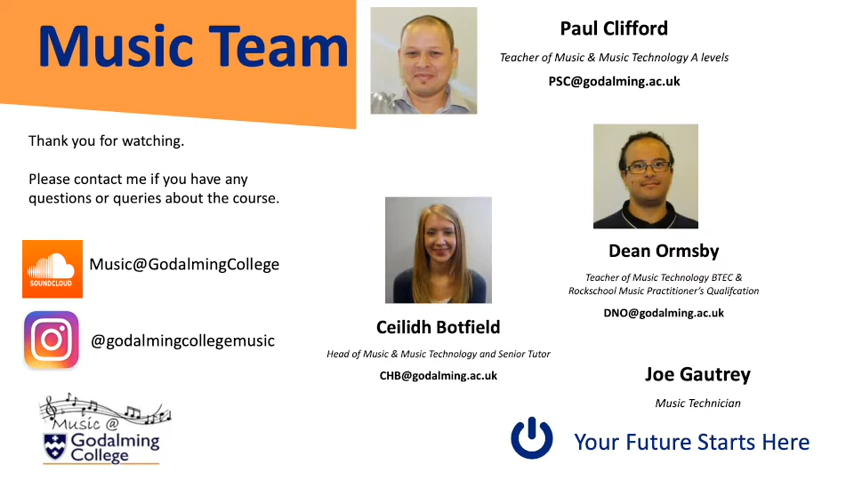 Music Team
Paul Clifford
Teacher of Music & Music Technology A levels
PSC@godalming.ac.uk
Thank you for watching.
Please contact me if you have any
questions or queries about the course.
SOUNDCLOUD
Music@GodalmingCollege
@godalmingcollegemusic
Dean Ormsby
Teacher of Music Technology BTEC &
Rockschool Music Practitioner's Qualifcation
DNO@godalming.ac.uk
Ceilidh Botfield
Head of Music & Music Technology and Senior Tutor
CHB@godalming.ac.uk
Joe Gautrey
Music Technician
Music @
Godalming
College
Your Future Starts Here